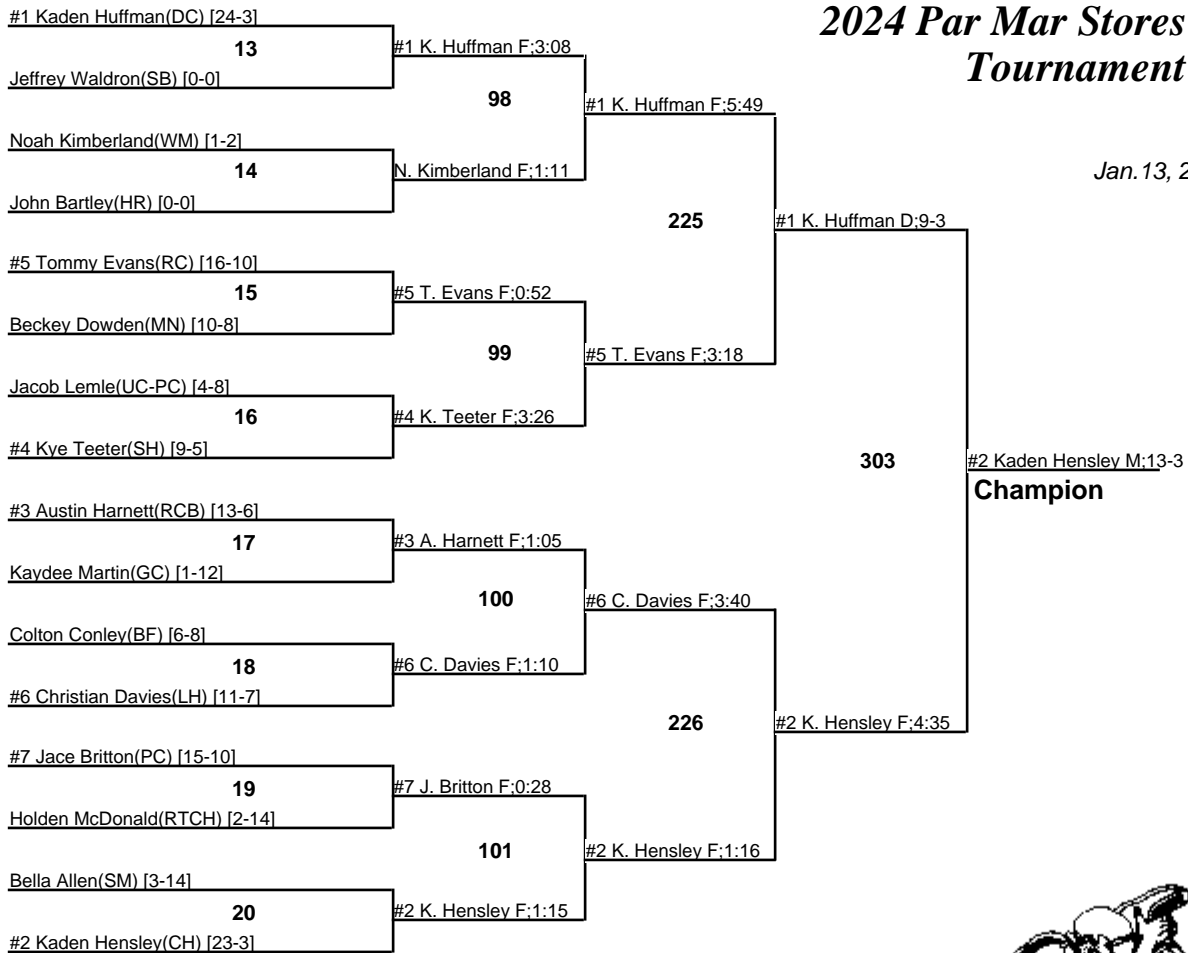 2024 Par Mar Stores
Tournament
Jan.13, 2
#1 Kaden Huffman(DC) [24-3]
13
Jeffrey Waldron(SB) [0-0]
Noah Kimberland(WM) [1-2]
14
John Bartley(HR) [0-0]
#5 Tommy Evans(RC) [16-10]
15
Beckey Dowden(MN) [10-8]
Jacob Lemle(UC-PC) [4-8]
16
#4 Kye Teeter(SH) [9-5]
#3 Austin Harnett(RCB) [13-6]
17
Kaydee Martin(GC) [1-12]
Colton Conley(BF) [6-8]
18
#6 Christian Davies(LH) [11-7]
#7 Jace Britton(PC) [15-10]
19
Holden McDonald(RTCH) [2-14]
Bella Allen(SM) [3-14]
20
#2 Kaden Hensley(CH) [23-3]
#1 K. Huffman F;3:08
98
N. Kimberland F;1:11
#5 T. Evans F;0:52
99
#4 K. Teeter F;3:26
#3 A. Harnett F;1:05
100
#6 C. Davies F;1:10
#7 J. Britton F;0:28
101
#2 K. Hensley F;1:15
#1 K. Huffman F;5:49
225
#5 T. Evans F;3:18
#6 C. Davies F;3:40
226
#2 K. Hensley F;1:16
#1 K. Huffman D;9-3
303
#2 K. Hensley F;4:35
#2 Kaden Hensley M;13-3
Champion